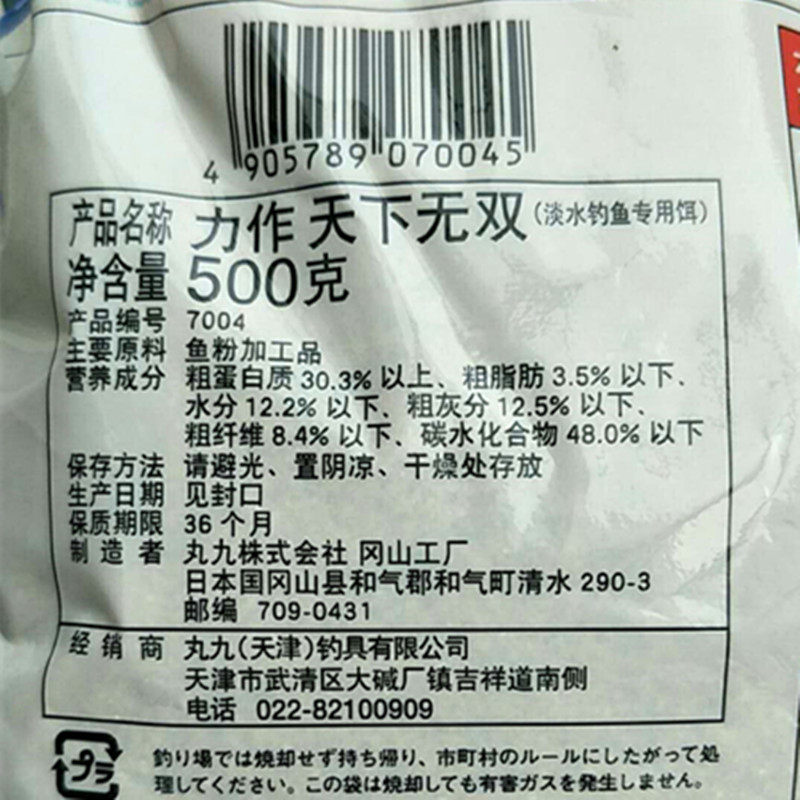 4 905789 070045
产品名称 力作 天下无双(淡水钓鱼专用饵)
净含量 500克
产品编号 7004
主要原料 鱼粉加工品
营养成分 粗蛋白质 30.3% 以上、粗脂肪 3.5% 以下、
水分 12.2% 以下、粗灰分 12.5% 以下、
粗纤维 8.4% 以下、碳水化合物 48.0% 以下
保存方法 请避光、置阴凉、干燥处存放
生产日期 见封口
保质期限 36 个月
制造者 丸九株式会社 冈山工厂
日本国冈山县和气郡和气町清水 290-3
邮编 709-0431
经销商 丸九(天津)钓具有限公司
天津市武清区大碱厂镇吉祥道南侧
电话 022-82100909
プラ
釣り場では焼却せず持ち帰り、市町村のルールにしたがって処
理してください。この袋は焼却しても有害ガスを発生しません。